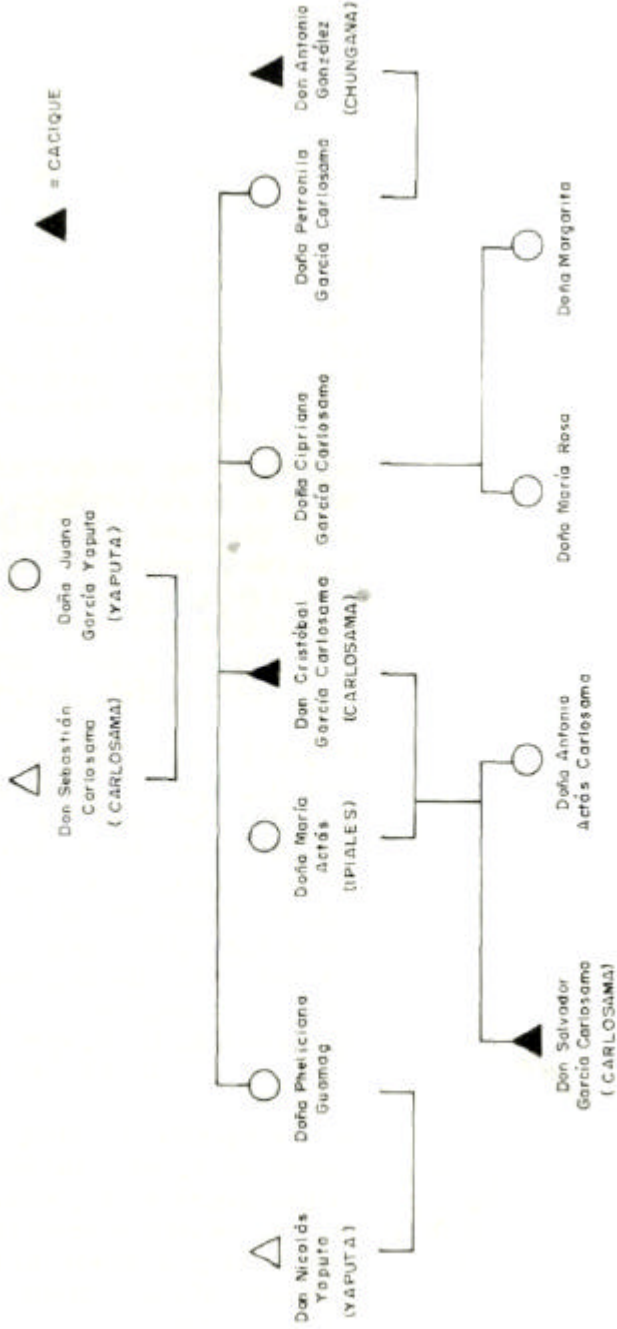 ▲ = CACIQUE
Don Sebastián
Carlosama
(CARLOSAMA)
Doña Juana
García Yaputa
(YAPUTA)
Don Nicolás
Yaputa
(YAPUTA)
Doña Pheliciana
Guamag
Doña María
Actás
(IPIALES)
Don Cristóbal
García Carlosama
(CARLOSAMA)
Doña Cipriana
García Carlosama
Doña Petronila
García Carlosama
Don Antonio
González
(CHUNGANA)
Don Salvador
García Carlosama
(CARLOSAMA)
Doña Antonia
Actás Carlosama
Doña María Rosa
Doña Margarita